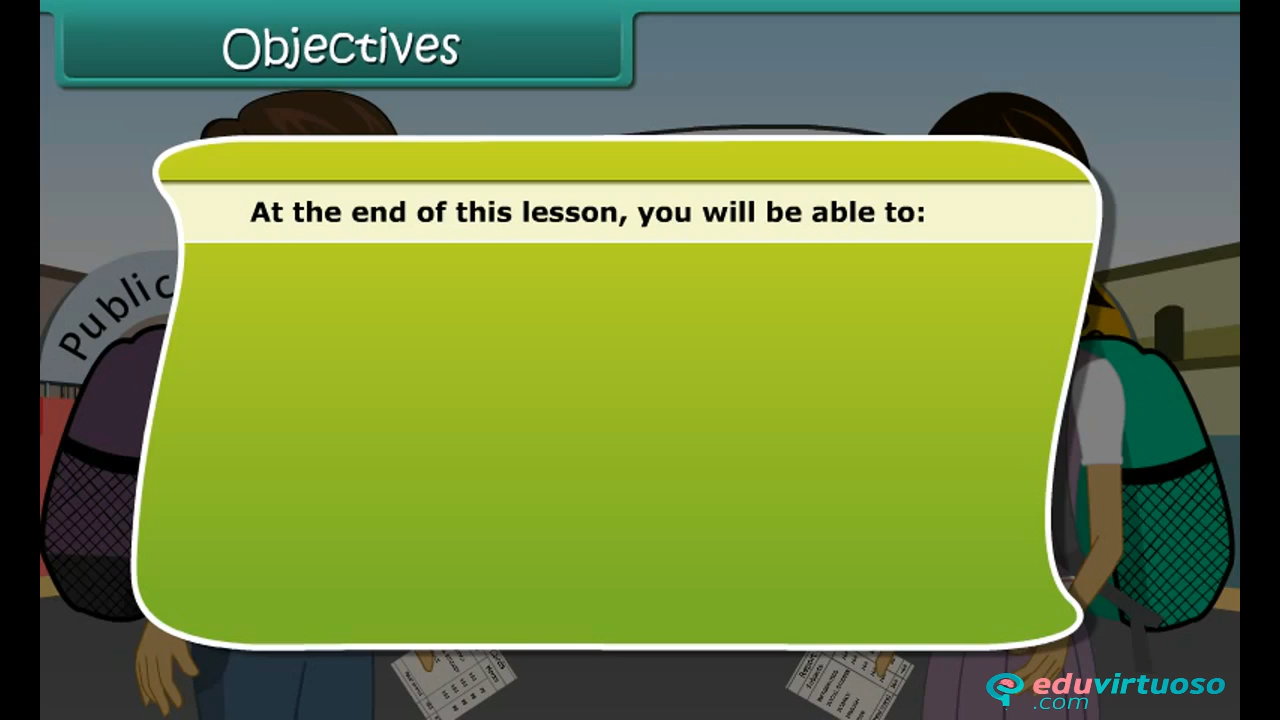 Objectives
At the end of this lesson, you will be able to:
Public
eduvirtuoso
.com